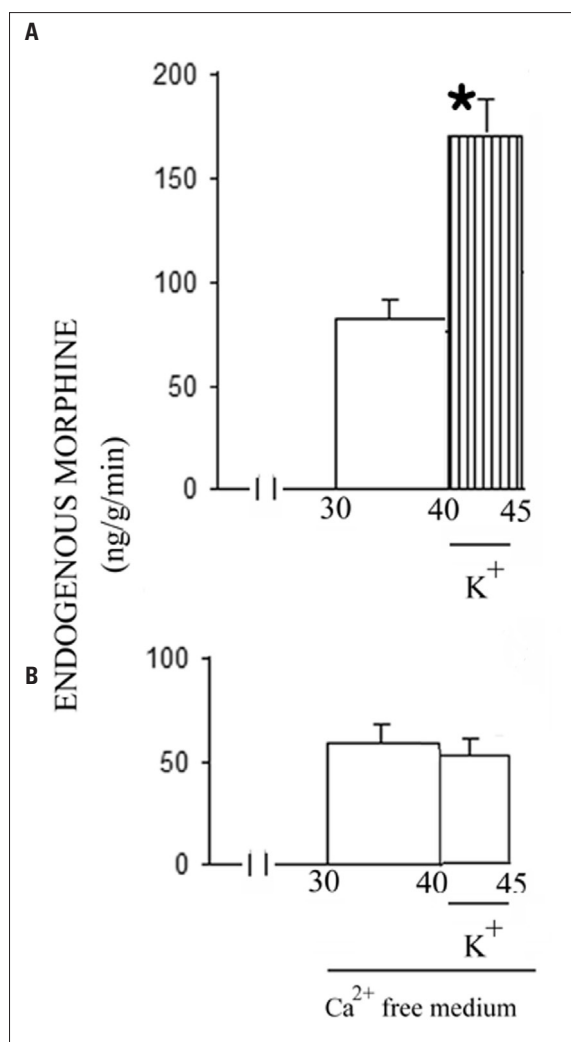 A
200
150
100
50
0
30 40 45
K+
ENDOGENOUS MORPHINE
(ng/g/min)
B
100
50
0
30 40 45
K+
Ca2+ free medium